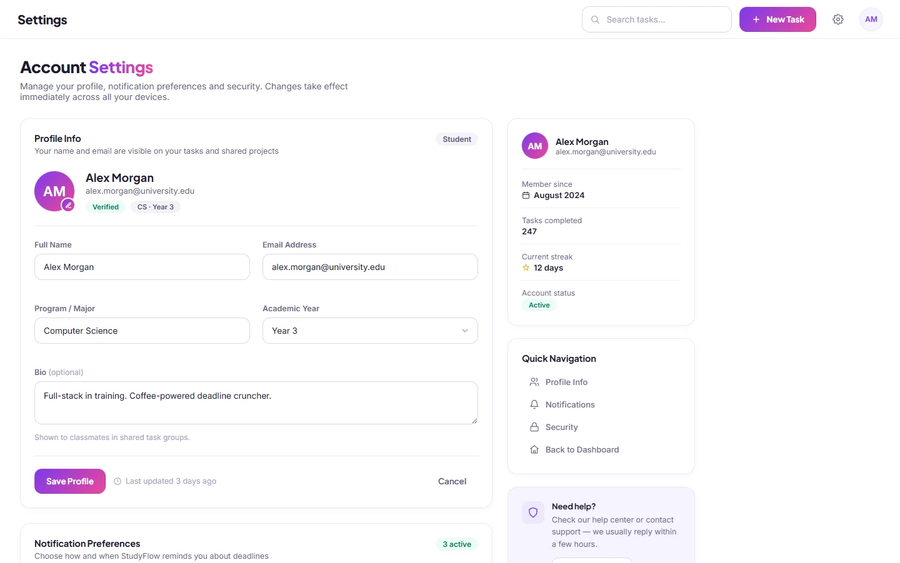 Settings
Search tasks...
New Task
AM
Account Settings
Manage your profile, notification preferences and security. Changes take effect
immediately across all your devices.
Profile Info
Student
Your name and email are visible on your tasks and shared projects
AM
Alex Morgan
alex.morgan@university.edu
Verified
CS · Year 3
Full Name
Email Address
Alex Morgan
alex.morgan@university.edu
Program / Major
Academic Year
Computer Science
Year 3
Bio (optional)
Full-stack in training. Coffee-powered deadline cruncher.
Shown to classmates in shared task groups.
Save Profile
Last updated 3 days ago
Cancel
Notification Preferences
3 active
Choose how and when StudyFlow reminds you about deadlines
AM
Alex Morgan
alex.morgan@university.edu
Member since
August 2024
Tasks completed
247
Current streak
12 days
Account status
Active
Quick Navigation
Profile Info
Notifications
Security
Back to Dashboard
Need help?
Check our help center or contact
support — we usually reply within
a few hours.